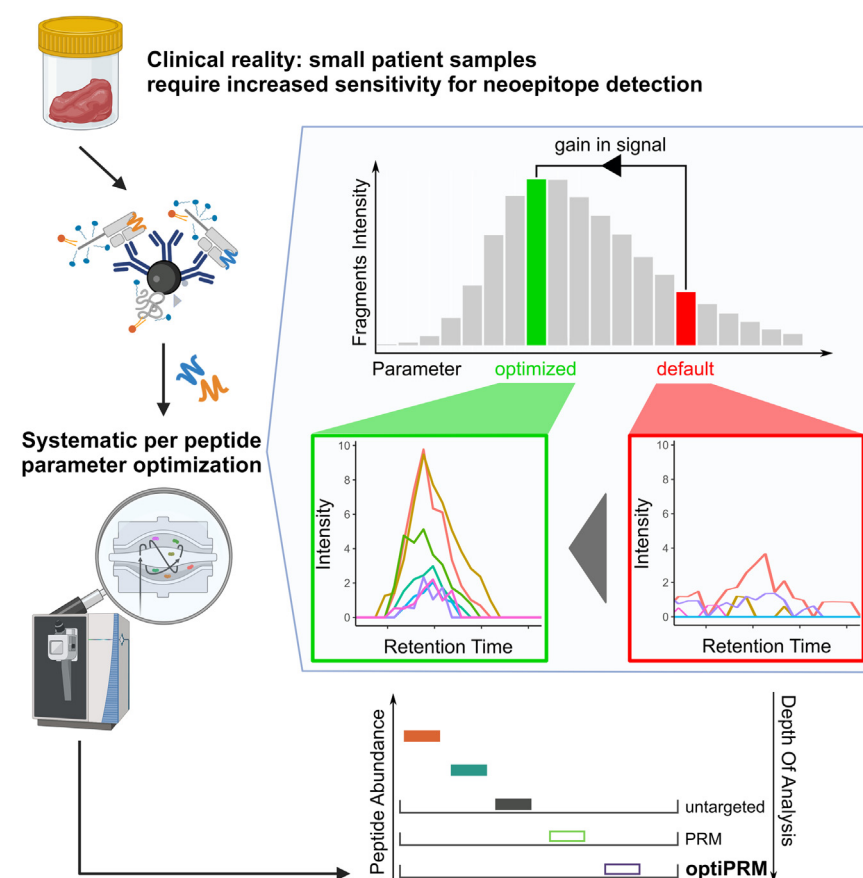 Clinical reality: small patient samples
require increased sensitivity for neoepitope detection
gain in signal
Fragments Intensity
Parameter
optimized
default
Systematic per peptide
parameter optimization
10
8
6
4
2
0
Intensity
Retention Time
10
8
6
4
2
0
Intensity
Retention Time
Peptide Abundance
Depth Of Analysis
untargeted
PRM
optiPRM